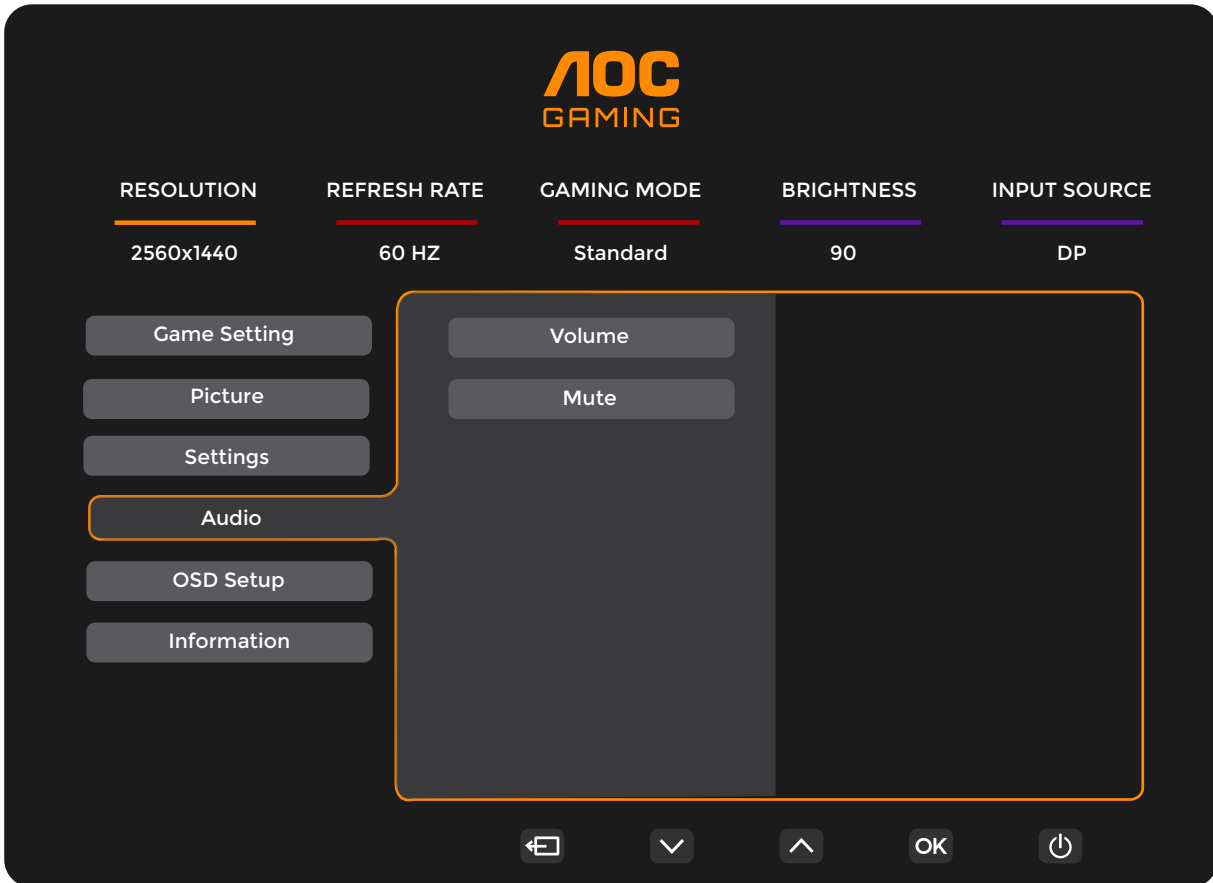 AOC
GAMING
RESOLUTION REFRESH RATE GAMING MODE BRIGHTNESS INPUT SOURCE
2560x1440 60 HZ Standard 90 DP
Game Setting Volume
Picture Mute
Settings
Audio
OSD Setup
Information
OK